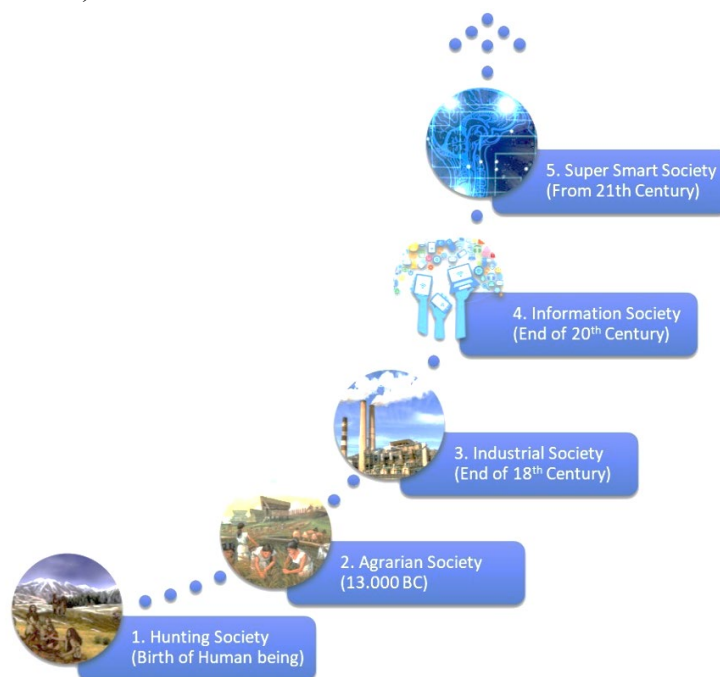 5. Super Smart Society
(From 21th Century)
4. Information Society
(End of 20th Century)
3. Industrial Society
(End of 18th Century)
2. Agrarian Society
(13.000 BC)
1. Hunting Society
(Birth of Human being)